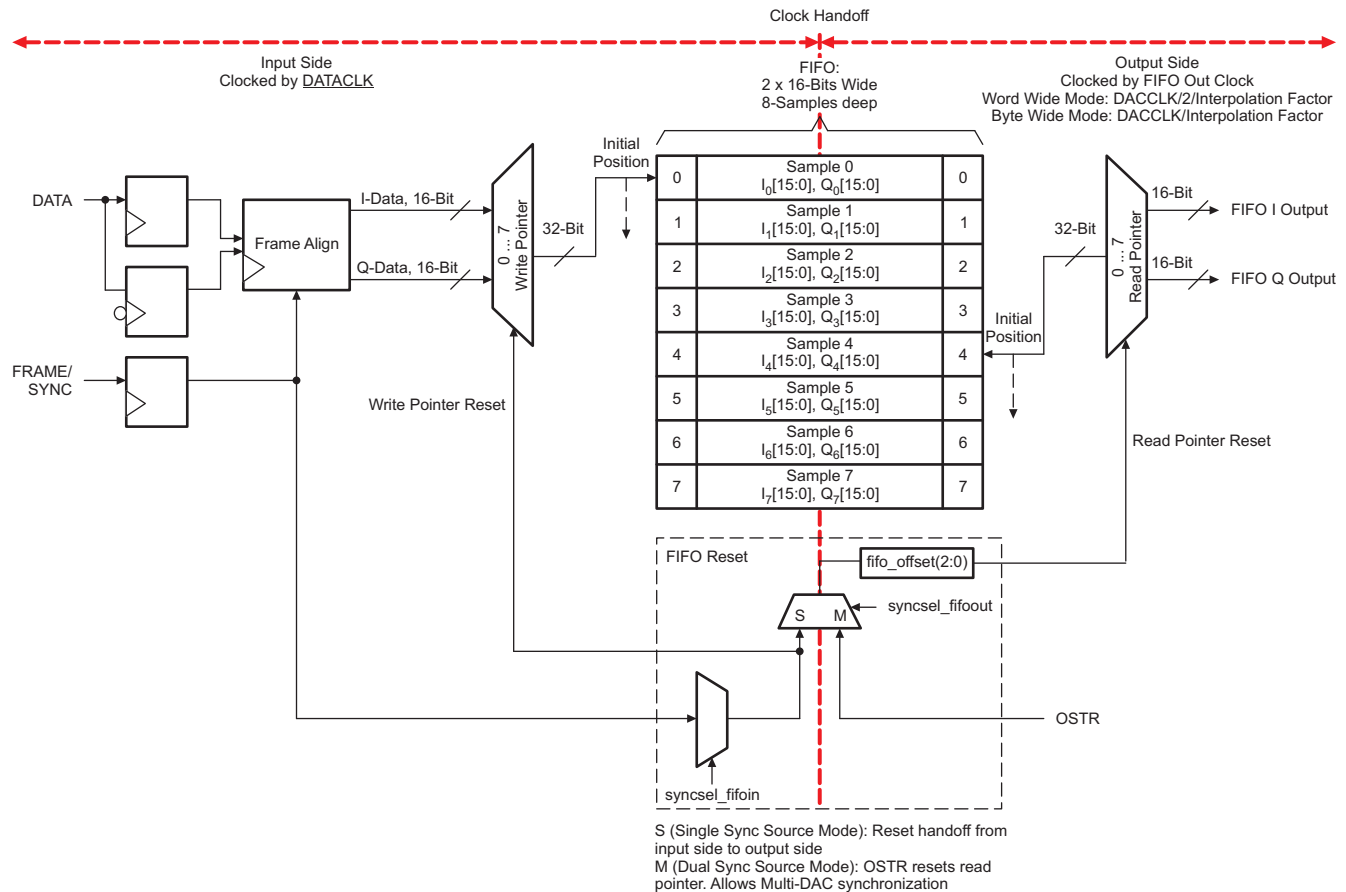 Clock Handoff
Input Side
Clocked by DATACLK
FIFO:
2 x 16-Bits Wide
8-Samples deep
Output Side
Clocked by FIFO Out Clock
Word Wide Mode: DACCLK/2/Interpolation Factor
Byte Wide Mode: DACCLK/Interpolation Factor
DATA
FRAME/
SYNC
Frame Align
I-Data, 16-Bit
Q-Data, 16-Bit
0 ... 7
Write Pointer
32-Bit
Initial
Position
0 Sample 0 0
I0[15:0], Q0[15:0]
1 Sample 1 1
I1[15:0], Q1[15:0]
2 Sample 2 2
I2[15:0], Q2[15:0]
3 Sample 3 3
I3[15:0], Q3[15:0]
4 Sample 4 4
I4[15:0], Q4[15:0]
5 Sample 5 5
I5[15:0], Q5[15:0]
6 Sample 6 6
I6[15:0], Q6[15:0]
7 Sample 7 7
I7[15:0], Q7[15:0]
Initial
Position
32-Bit
0 ... 7
Read Pointer
16-Bit
FIFO I Output
16-Bit
FIFO Q Output
Write Pointer Reset
Read Pointer Reset
FIFO Reset
fifo_offset(2:0)
S M
syncsel_fifoout
OSTR
syncsel_fifoin
S (Single Sync Source Mode): Reset handoff from
input side to output side
M (Dual Sync Source Mode): OSTR resets read
pointer. Allows Multi-DAC synchronization